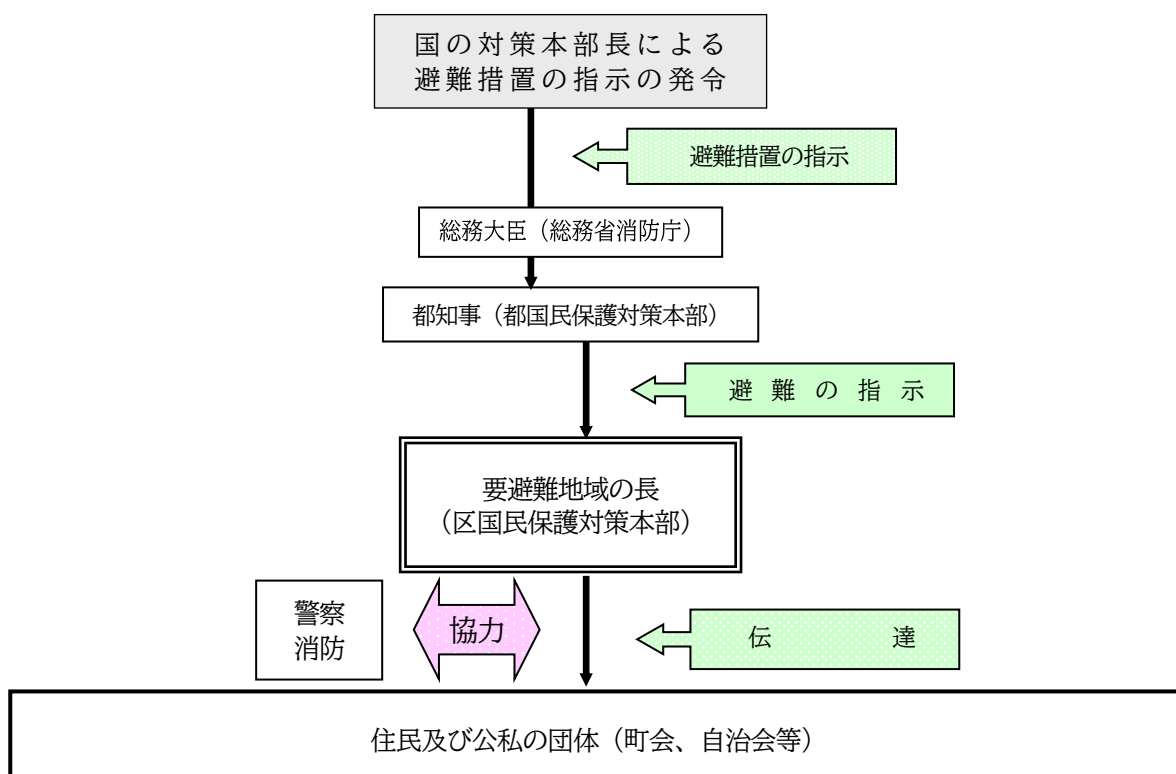 国の対策本部長による
避難措置の指示の発令
避難措置の指示
総務大臣（総務省消防庁）
都知事（都国民保護対策本部）
避難の指示
要避難地域の長
（区国民保護対策本部）
警察
消防
協力
伝達
住民及び公私の団体（町会、自治会等）